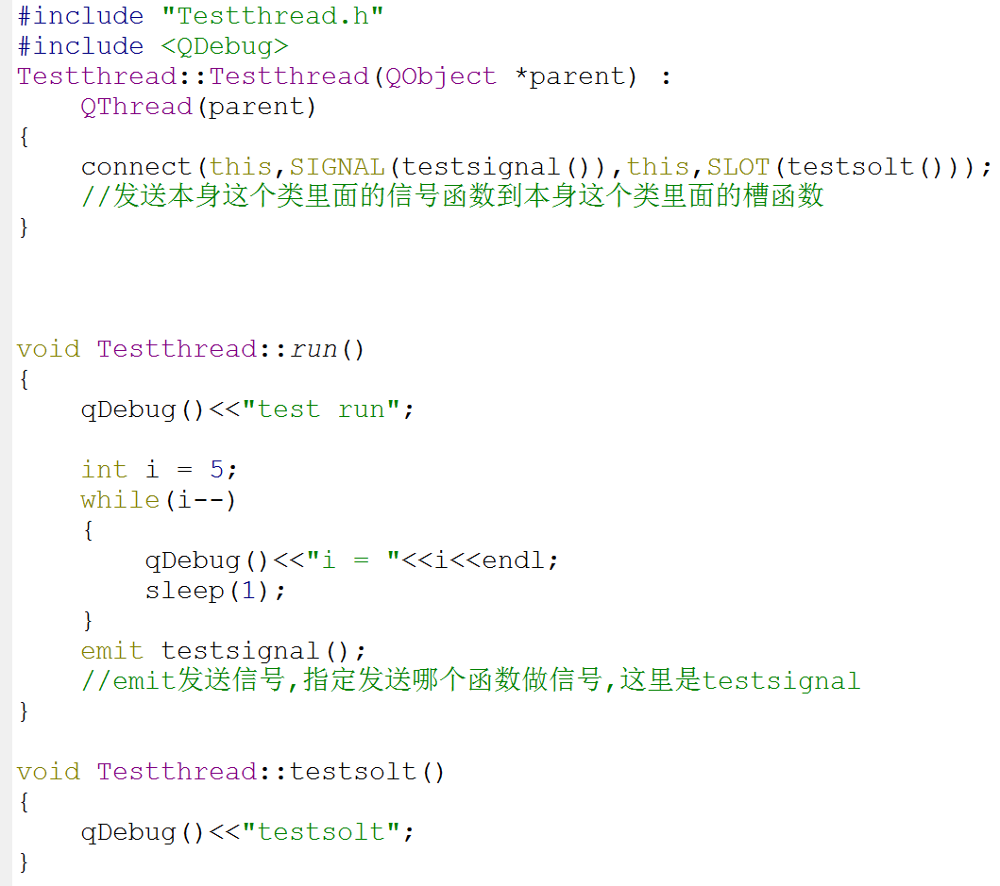 #include "Testthread.h"
#include <QDebug>
Testthread::Testthread(QObject *parent) :
    QThread(parent)
{
    connect(this,SIGNAL(testsignal()),this,SLOT(testsolt()));
    //发送本身这个类里面的信号函数到本身这个类里面的槽函数
}
void Testthread::run()
{
    qDebug()<<"test run";
    int i = 5;
    while(i--)
    {
        qDebug()<<"i = "<<i<<endl;
        sleep(1);
    }
    emit testsignal();
    //emit发送信号,指定发送哪个函数做信号,这里是testsignal
}
void Testthread::testsolt()
{
    qDebug()<<"testsolt";
}